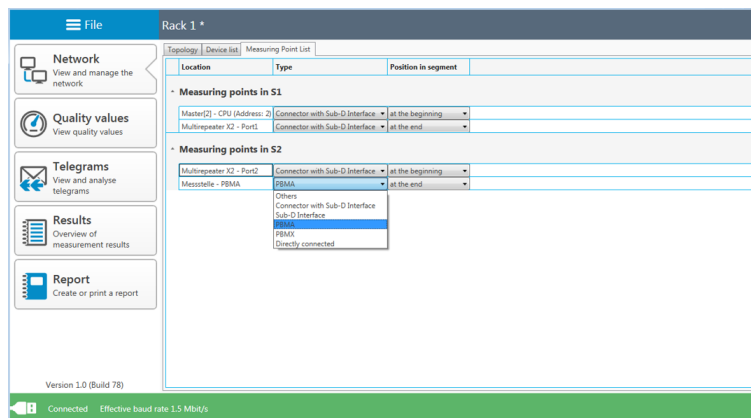 File
Rack 1 *
Network
View and manage the
network
Quality values
View quality values
Telegrams
View and analyse
telegrams
Results
Overview of
measurement results
Report
Create or print a report
Version 1.0 (Build 78)
Topology Device list Measuring Point List
Location Type Position in segment
Measuring points in S1
Master[2] - CPU (Address: 2) Connector with Sub-D Interface at the beginning
Multirepeater X2 - Port1 Connector with Sub-D Interface at the end
Measuring points in S2
Multirepeater X2 - Port2 Connector with Sub-D Interface at the beginning
Messstelle - PBMA PBMA at the end
Others
Connector with Sub-D Interface
Sub-D Interface
PBMA
PBMX
Directly connected
Connected Effective baud rate 1.5 Mbit/s